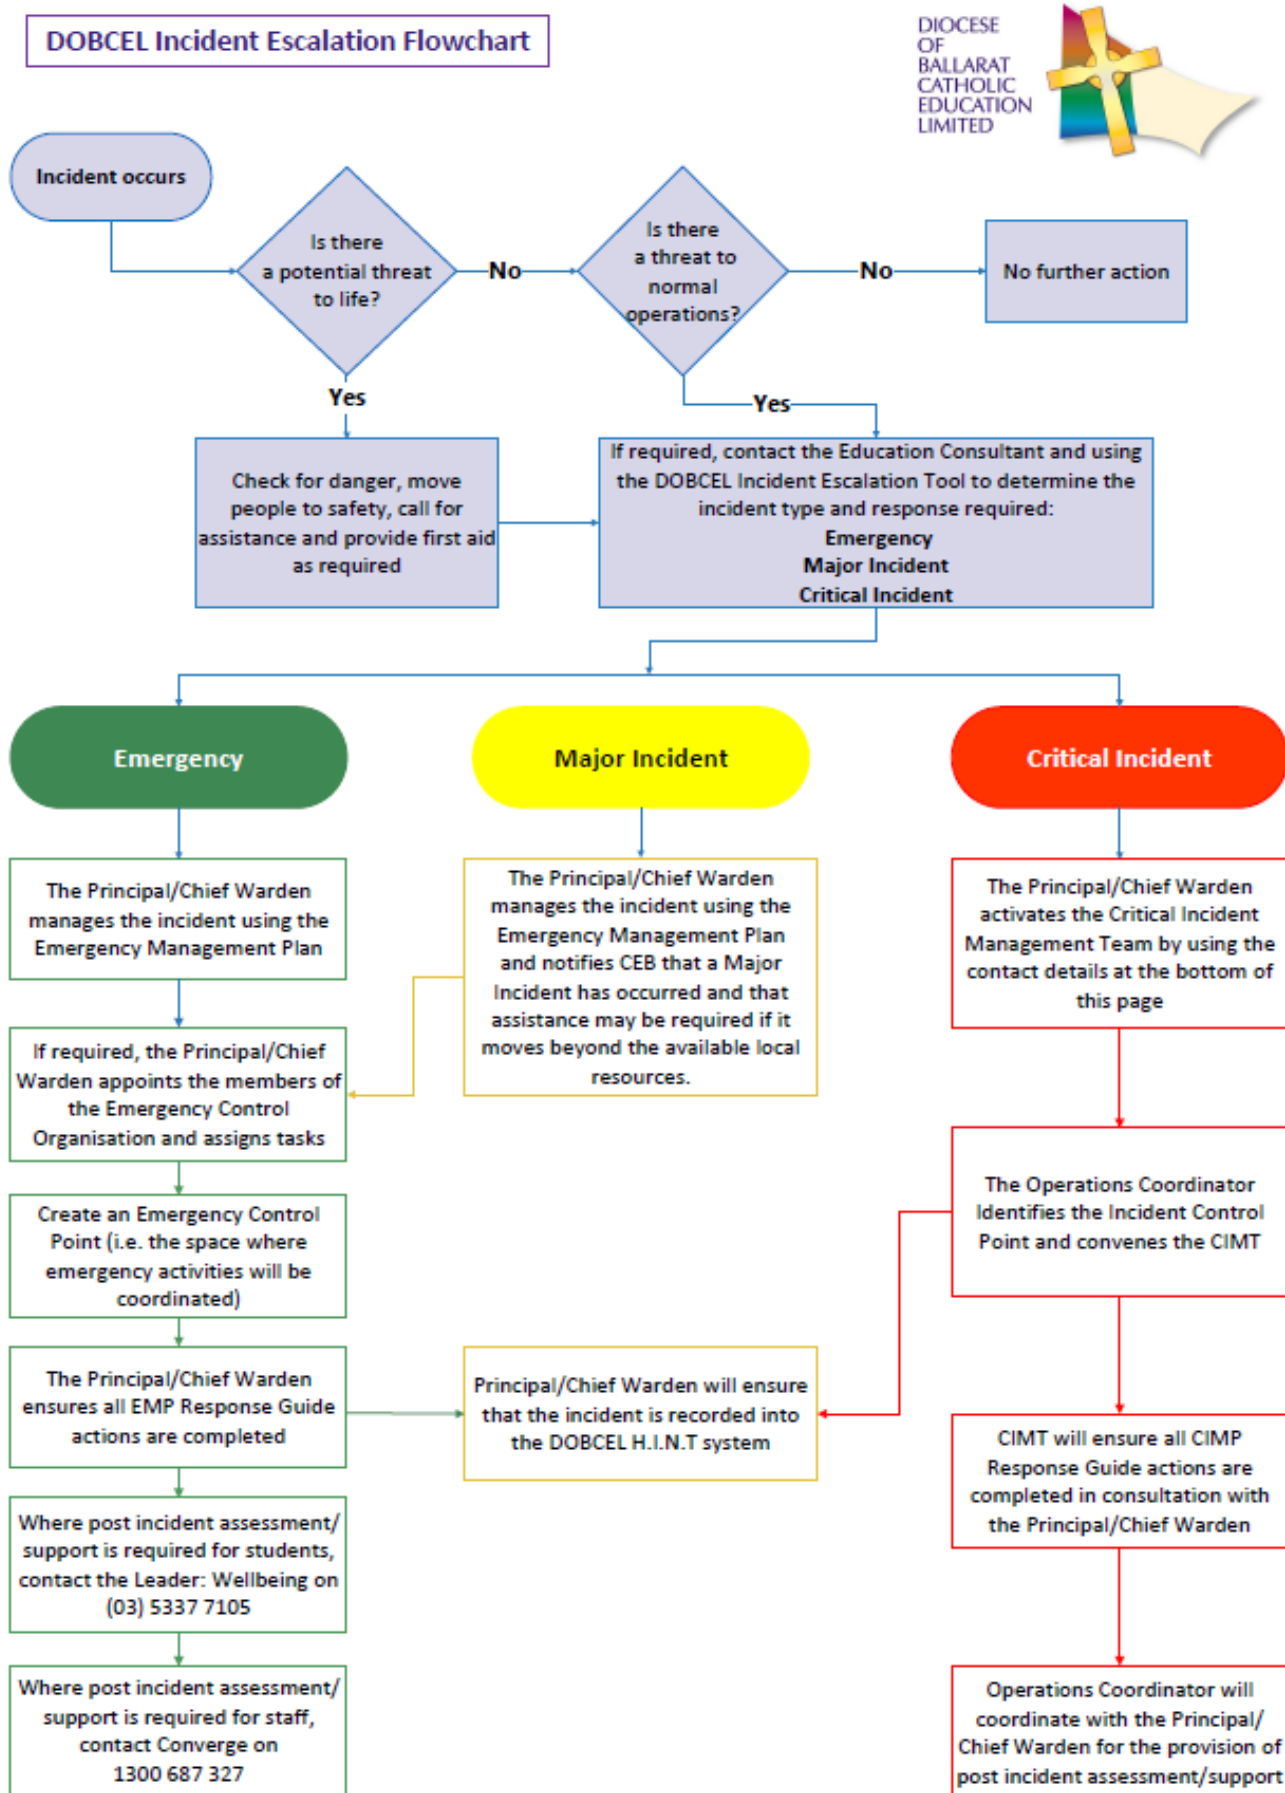 DOBCEL Incident Escalation Flowchart
DIOCESE
OF
BALLARAT
CATHOLIC
EDUCATION
LIMITED
Incident occurs
Is there
a potential threat
to life?
No
Is there
a threat to
normal
operations?
No
No further action
Yes
Yes
Check for danger, move
people to safety, call for
assistance and provide first aid
as required
If required, contact the Education Consultant and using
the DOBCEL Incident Escalation Tool to determine the
incident type and response required:
Emergency
Major Incident
Critical Incident
Emergency
Major Incident
Critical Incident
The Principal/Chief Warden
manages the incident using the
Emergency Management Plan
The Principal/Chief Warden
manages the incident using the
Emergency Management Plan
and notifies CEB that a Major
Incident has occurred and that
assistance may be required if it
moves beyond the available local
resources.
The Principal/Chief Warden
activates the Critical Incident
Management Team by using the
contact details at the bottom of
this page
If required, the Principal/Chief
Warden appoints the members of
the Emergency Control
Organisation and assigns tasks
The Operations Coordinator
Identifies the Incident Control
Point and convenes the CIMT
Create an Emergency Control
Point (i.e. the space where
emergency activities will be
coordinated)
The Principal/Chief Warden
ensures all EMP Response Guide
actions are completed
Principal/Chief Warden will ensure
that the incident is recorded into
the DOBCEL H.I.N.T system
CIMT will ensure all CIMP
Response Guide actions are
completed in consultation with
the Principal/Chief Warden
Where post incident assessment/
support is required for students,
contact the Leader: Wellbeing on
(03) 5337 7105
Where post incident assessment/
support is required for staff,
contact Converge on
1300 687 327
Operations Coordinator will
coordinate with the Principal/
Chief Warden for the provision of
post incident assessment/support